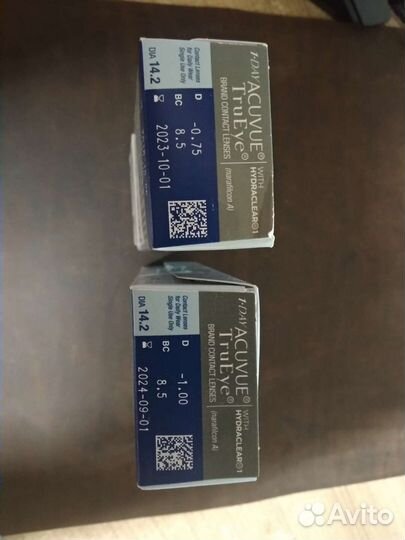 1-DAY ACUVUE®
TruEye®
BRAND CONTACT LENSES
WITH
HYDRACLEAR®1
(narafilcon A)
Contact Lenses
for Daily Wear
Single Use Only
DIA 14.2
D -0.75
BC 8.5
2023-10-01
1-DAY ACUVUE®
TruEye®
BRAND CONTACT LENSES
WITH
HYDRACLEAR®1
(narafilcon A)
Contact Lenses
for Daily Wear
Single Use Only
DIA 14.2
D -1.00
BC 8.5
2024-09-01
Avito